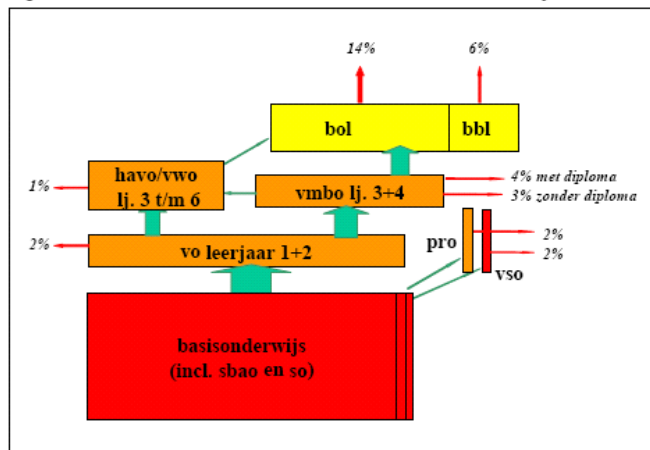 14%
6%
bol
bbl
havo/vwo
lj. 3 t/m 6
1%
vmbo lj. 3+4
4% met diploma
3% zonder diploma
2%
vo leerjaar 1+2
pro
2%
2%
vso
basisonderwijs
(incl. sbao en so)